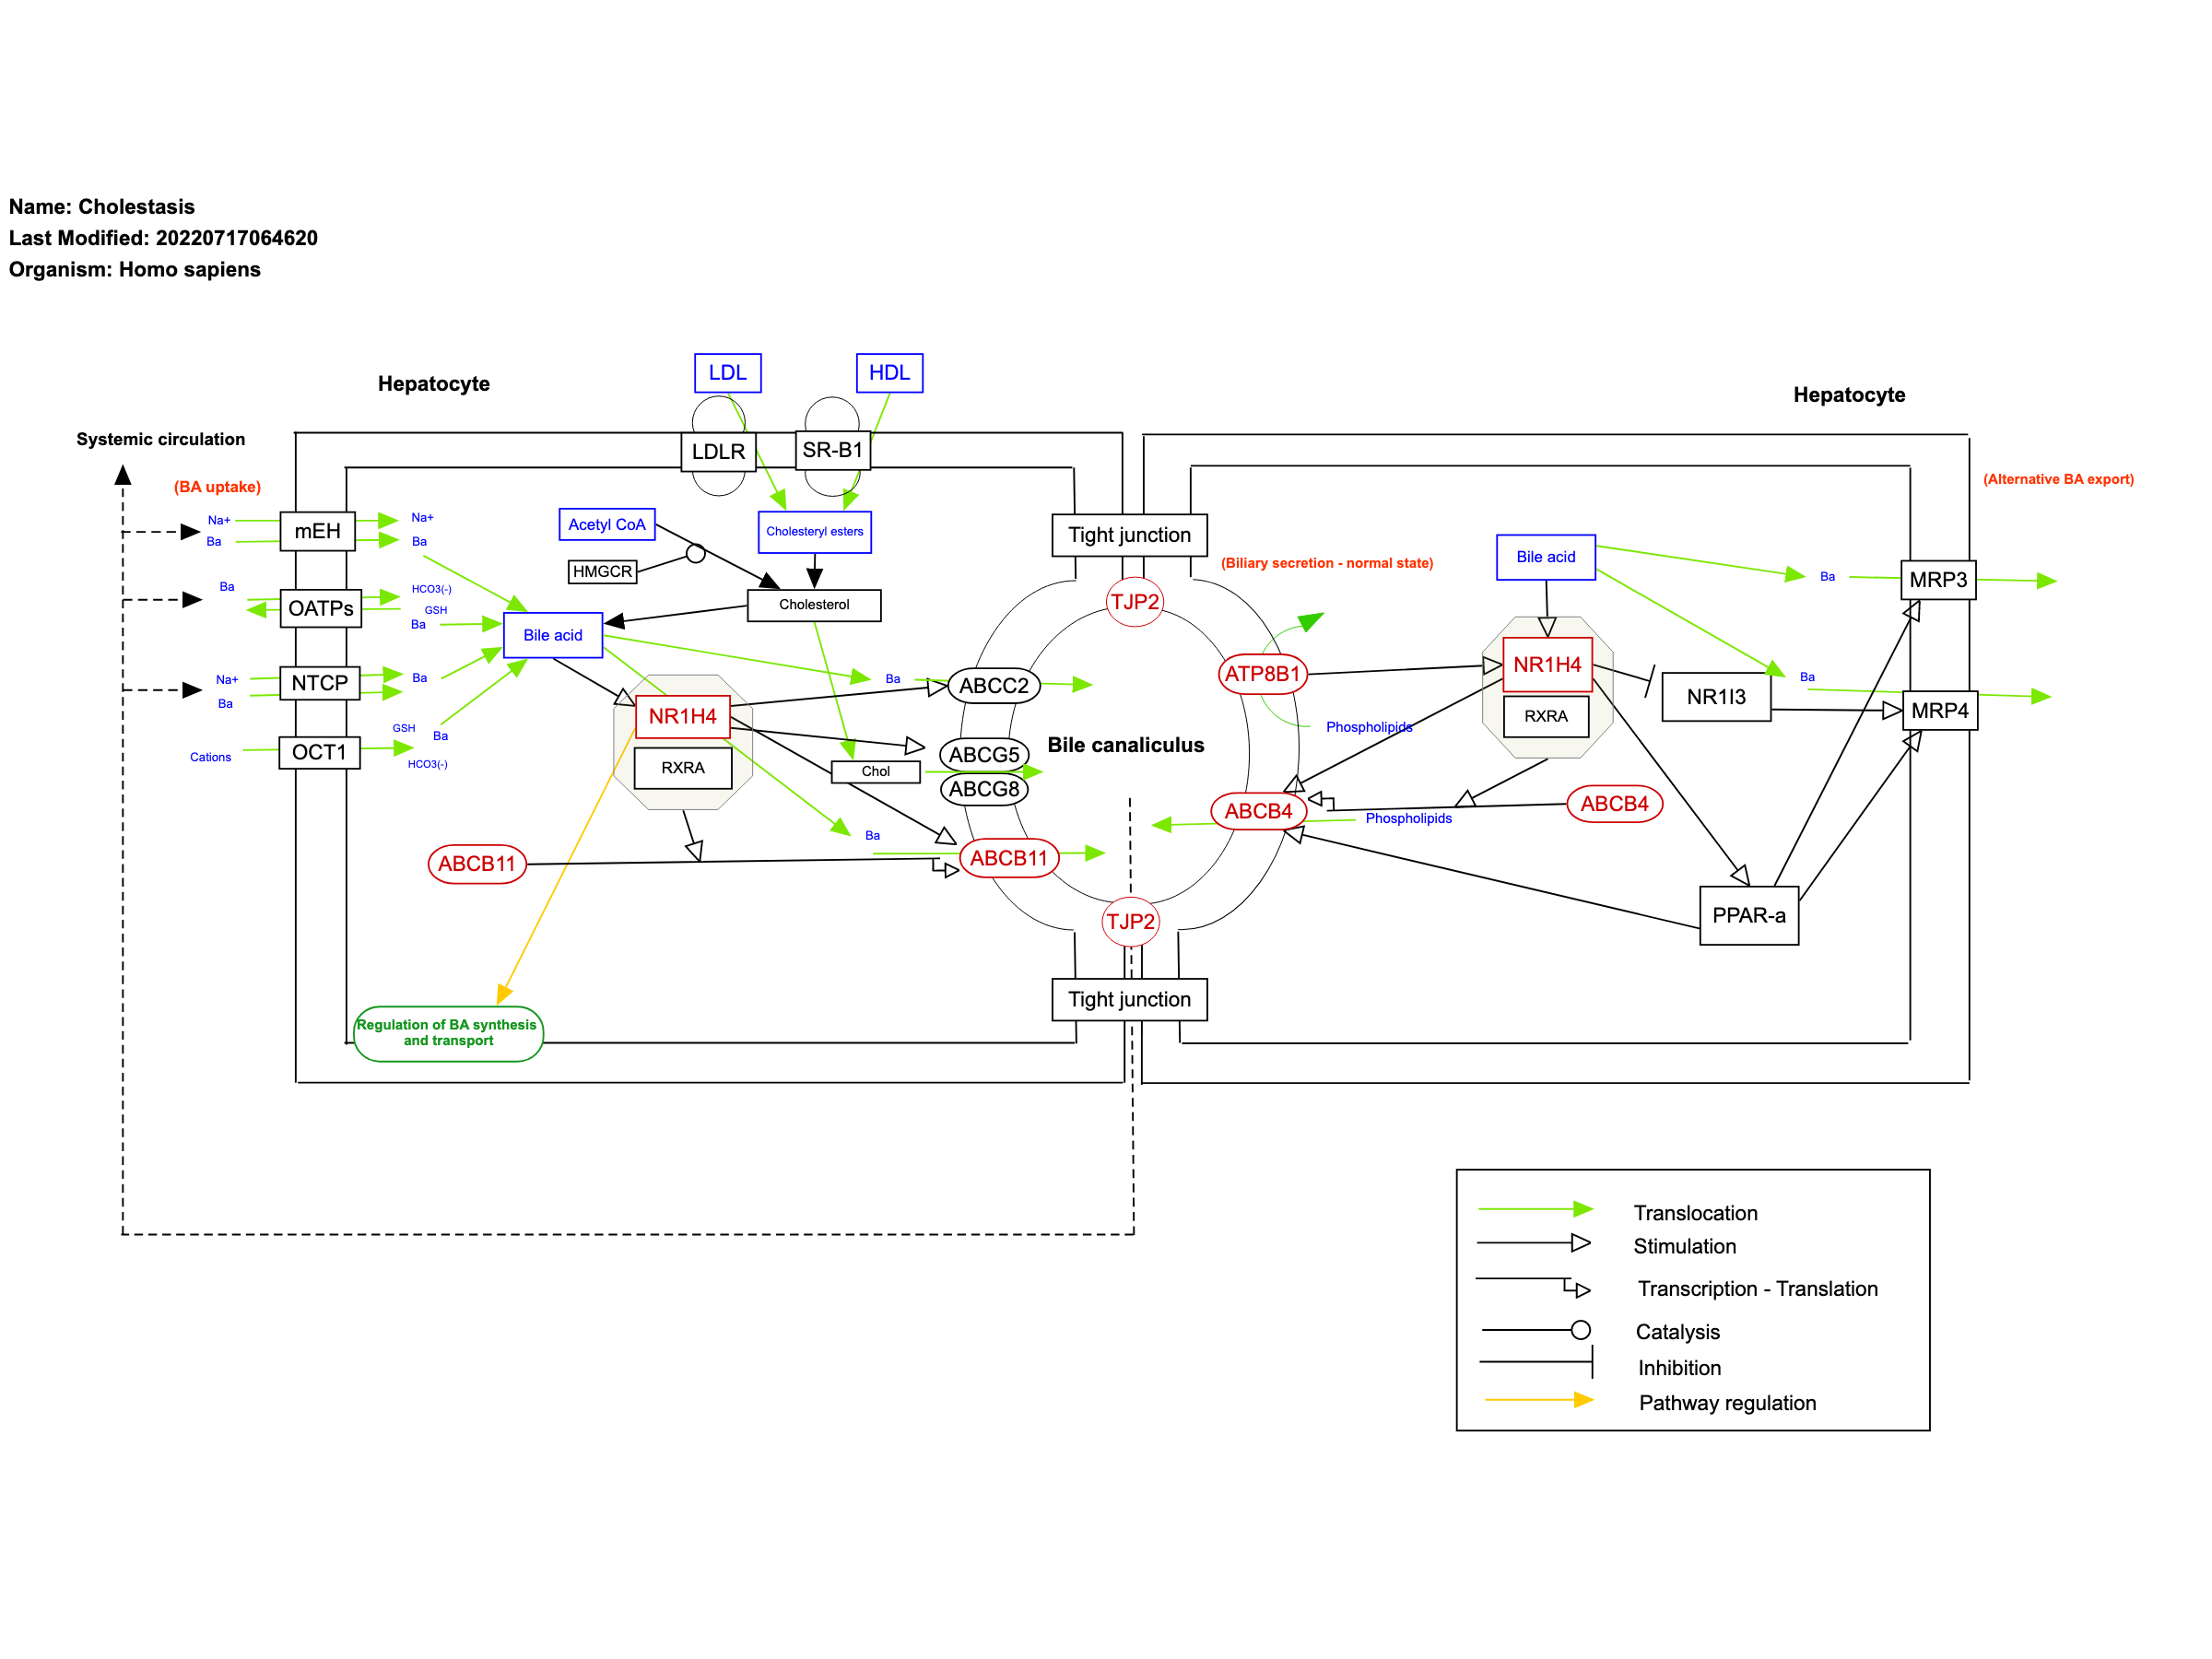 Name: Cholestasis
Last Modified: 20220717064620
Organism: Homo sapiens
LDL
HDL
Hepatocyte
Hepatocyte
Systemic circulation
LDLR
SR-B1
(BA uptake)
(Alternative BA export)
Na+
mEH
Na+
Ba
Ba
Acetyl CoA
Cholesteryl esters
Tight junction
HMGCR
(Biliary secretion - normal state)
Bile acid
Ba
MRP3
Ba
OATPs
HCO3(-)
GSH
Ba
Cholesterol
TJP2
Bile acid
Na+
NTCP
Ba
Ba
Ba
ABCC2
ATP8B1
NR1H4
Ba
NR1I3
MRP4
NR1H4
RXRA
Phospholipids
GSH
Ba
Cations
OCT1
HCO3(-)
RXRA
Chol
ABCG5
ABCG8
Bile canaliculus
ABCB4
ABCB4
Phospholipids
Ba
ABCB11
ABCB11
PPAR-a
TJP2
Tight junction
Regulation of BA synthesis
and transport
Translocation
Stimulation
Transcription - Translation
Catalysis
Inhibition
Pathway regulation